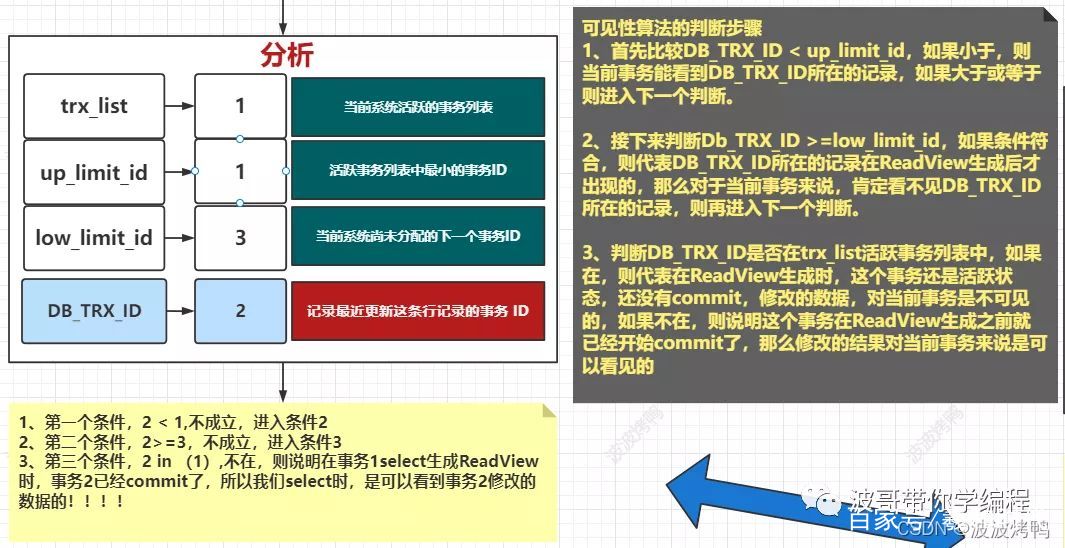 分析
trx_list
1
当前系统活跃的事务列表
up_limit_id
1
活跃事务列表中最小的事务ID
low_limit_id
3
当前系统尚未分配的下一个事务ID
DB_TRX_ID
2
记录最近更新这条行记录的事务 ID
1、第一个条件，2 < 1,不成立，进入条件2
2、第二个条件，2>=3，不成立，进入条件3
3、第三个条件，2 in （1）,不在，则说明在事务1select生成ReadView
时，事务2已经commit了，所以我们select时，是可以看到事务2修改的
数据的！！！！
可见性算法的判断步骤
1、首先比较DB_TRX_ID < up_limit_id，如果小于，则
当前事务能看到DB_TRX_ID所在的记录，如果大于或等于
则进入下一个判断。
2、接下来判断Db_TRX_ID >=low_limit_id，如果条件符
合，则代表DB_TRX_ID所在的记录在ReadView生成后才
出现的，那么对于当前事务来说，肯定看不见DB_TRX_ID
所在的记录，则再进入下一个判断。
3、判断DB_TRX_ID是否在trx_list活跃事务列表中，如果
在，则代表在ReadView生成时，这个事务还是活跃状
态，还没有commit，修改的数据，对当前事务是不可见
的，如果不在，则说明这个事务在ReadView生成之前就
已经开始commit了，那么修改的结果对当前事务来说是可
以看见的
波波烤鸭
波波烤鸭
波哥带你学编程
百家号
CSDN @波波烤鸭